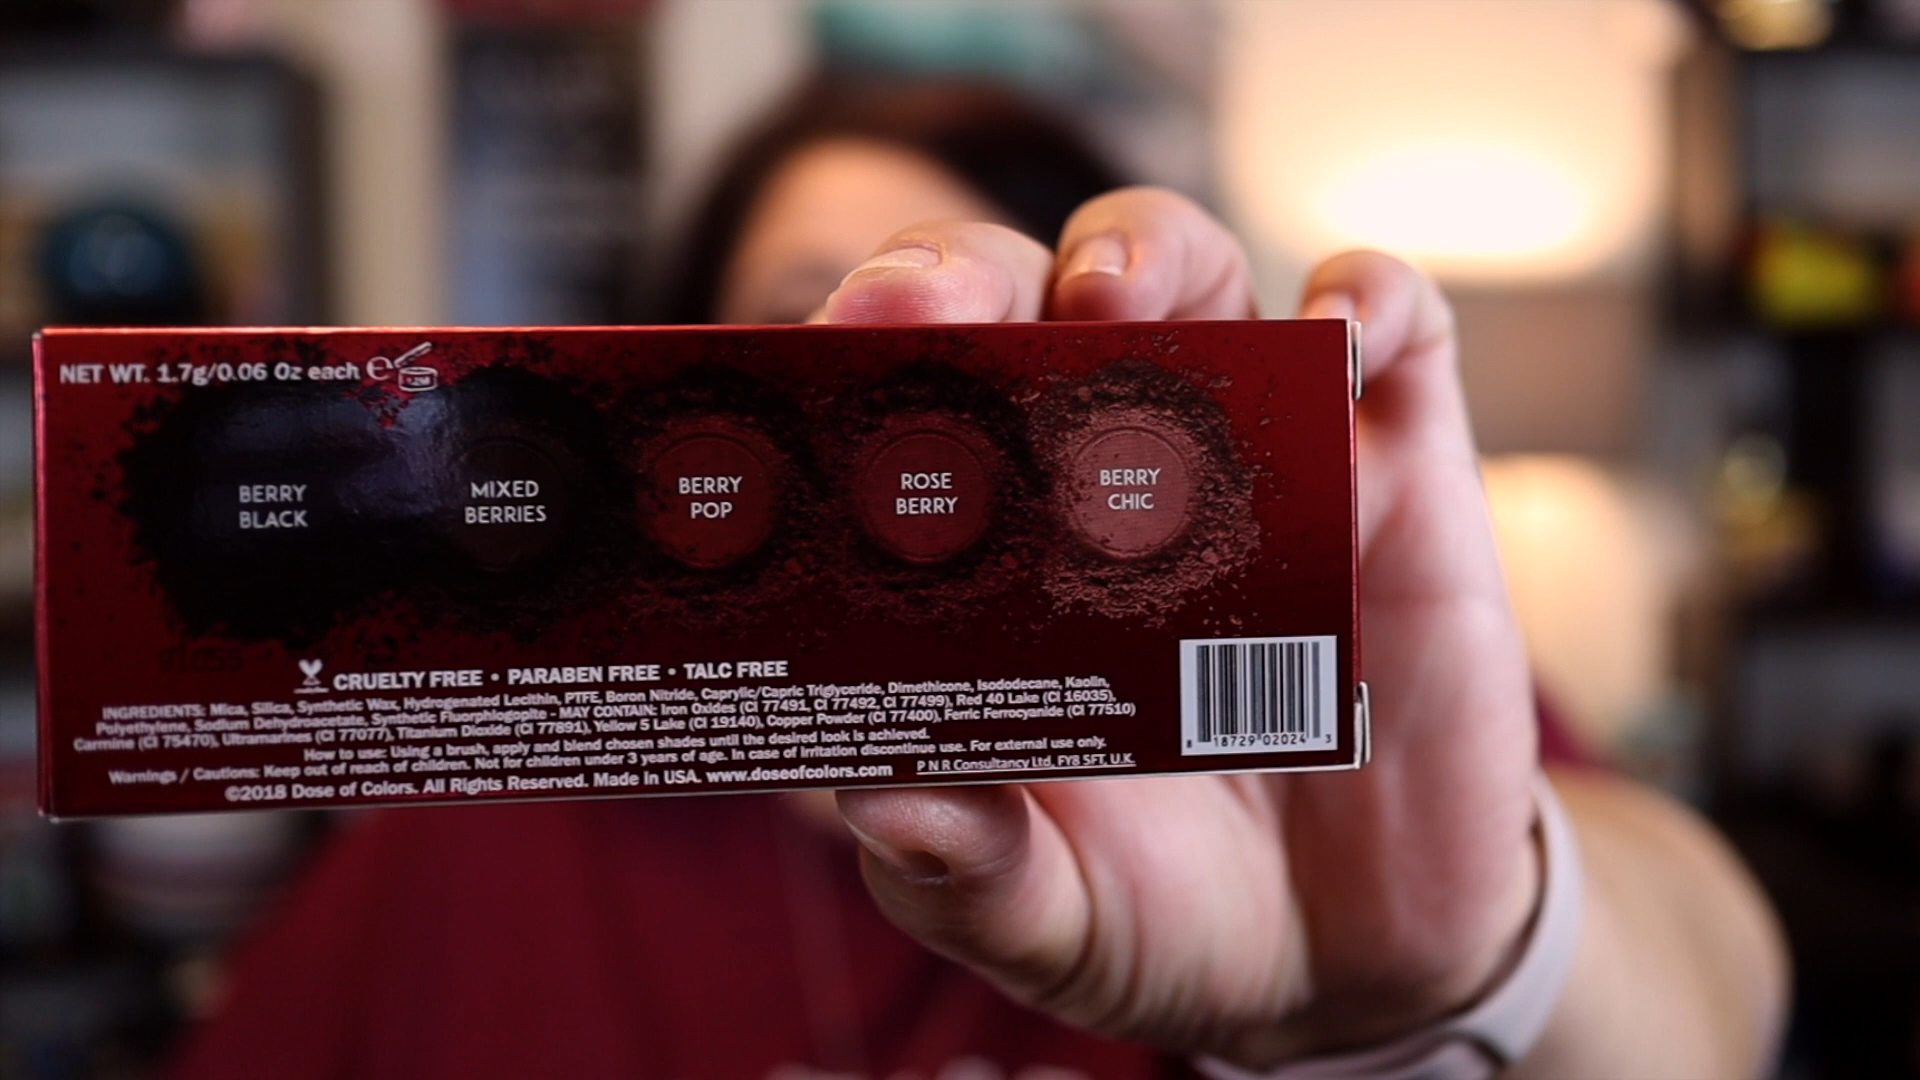 NET WT. 1.7g/0.06 Oz each ℮
BERRY
BLACK
MIXED
BERRIES
BERRY
POP
ROSE
BERRY
BERRY
CHIC
CRUELTY FREE • PARABEN FREE • TALC FREE
INGREDIENTS: Mica, Silica, Synthetic Wax, Hydrogenated Lecithin, PTFE, Boron Nitride, Caprylic/Capric Triglyceride, Dimethicone, Isododecane, Kaolin,
Polyethylene, Sodium Dehydroacetate, Synthetic Fluorphlogopite - MAY CONTAIN: Iron Oxides (CI 77491, CI 77492, CI 77499), Red 40 Lake (CI 16035),
Carmine (CI 75470), Ultramarines (CI 77077), Titanium Dioxide (CI 77891), Yellow 5 Lake (CI 19140), Copper Powder (CI 77400), Ferric Ferrocyanide (CI 77510)
How to use: Using a brush, apply and blend chosen shades until the desired look is achieved.
Warnings / Cautions: Keep out of reach of children. Not for children under 3 years of age. In case of irritation discontinue use. For external use only.
©2018 Dose of Colors. All Rights Reserved. Made in USA. www.doseofcolors.com
P N R Consultancy Ltd, FY8 5FT, U.K.
8 18729 02024 3